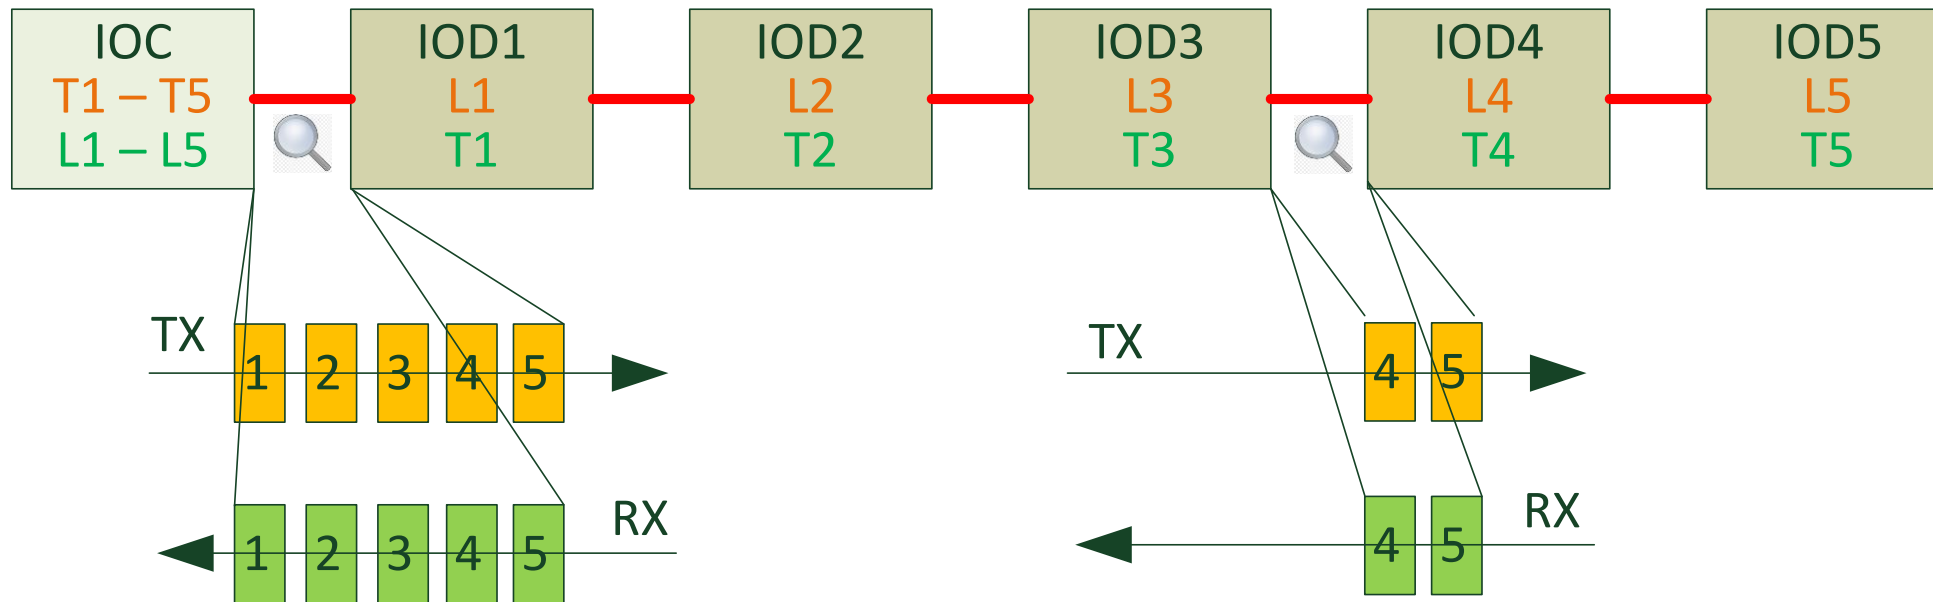 IOC
T1 – T5
L1 – L5
IOD1
L1
T1
IOD2
L2
T2
IOD3
L3
T3
IOD4
L4
T4
IOD5
L5
T5
TX
1 2 3 4 5
TX
4 5
1 2 3 4 5
RX
4 5
RX